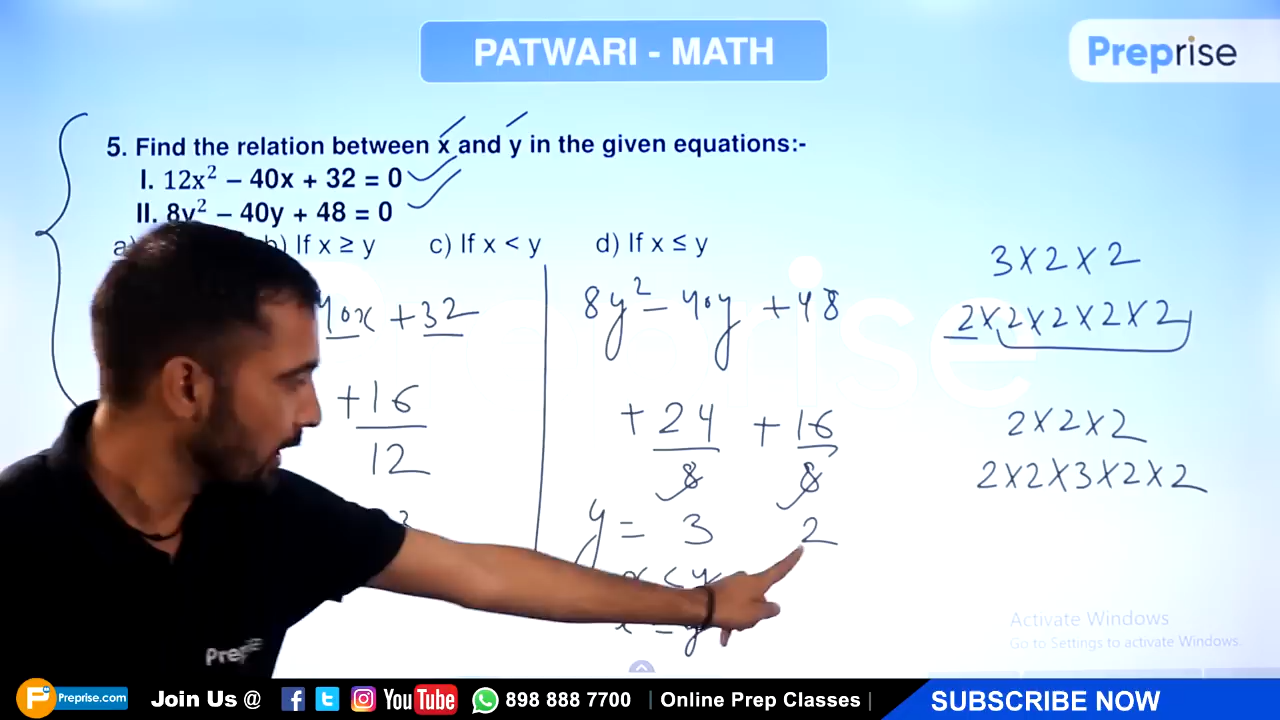 PATWARI - MATH
Preprise
5. Find the relation between x and y in the given equations:-
I. 12x² – 40x + 32 = 0
II. 8y² – 40y + 48 = 0
a) b) If x ≥ y c) If x < y d) If x ≤ y
40x + 32
+16
12
8y² - 40y + 48
+ 24 + 16
8 8
y = 3 2
x < y
x = y
3 × 2 × 2
2 × 2 × 2 × 2 × 2
2 × 2 × 2
2 × 2 × 3 × 2 × 2
Activate Windows
Go to Settings to activate Windows.
Preprise.com Join Us @ YouTube 898 888 7700 | Online Prep Classes | SUBSCRIBE NOW